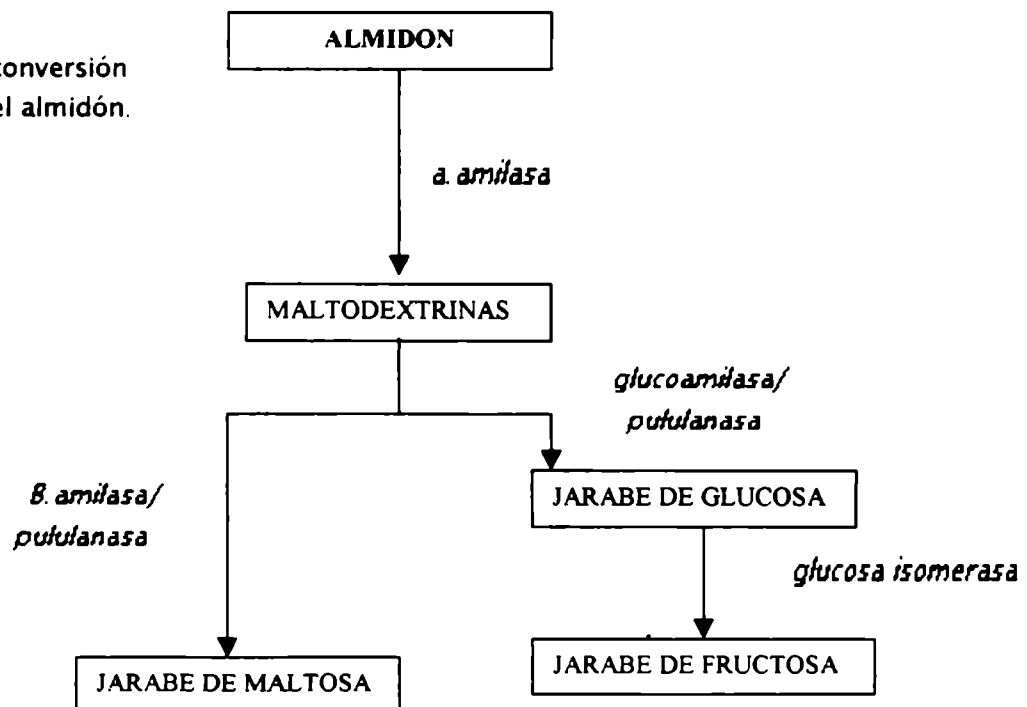 conversión
el almidón.
ALMIDON
a. amilasa
MALTODEXTRINAS
glucoamilasa/
pululanasa
B. amilasa/
pululanasa
JARABE DE GLUCOSA
glucosa isomerasa
JARABE DE MALTOSA
JARABE DE FRUCTOSA